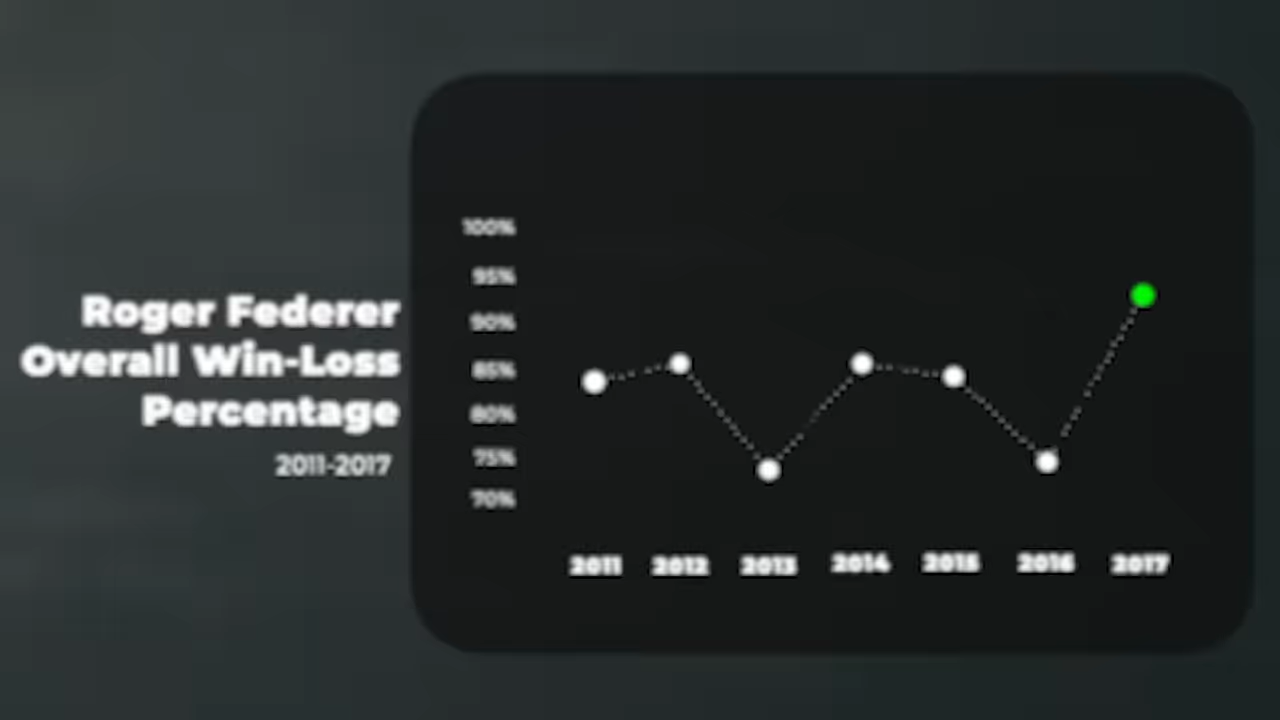 Roger Federer
Overall Win-Loss
Percentage
2011-2017
100%
95%
90%
85%
80%
75%
70%
2011 2012 2013 2014 2015 2016 2017